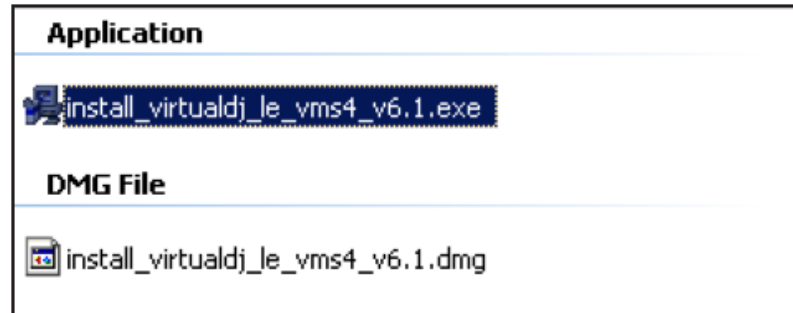 Application
install_virtualdj_le_vms4_v6.1.exe
DMG File
install_virtualdj_le_vms4_v6.1.dmg